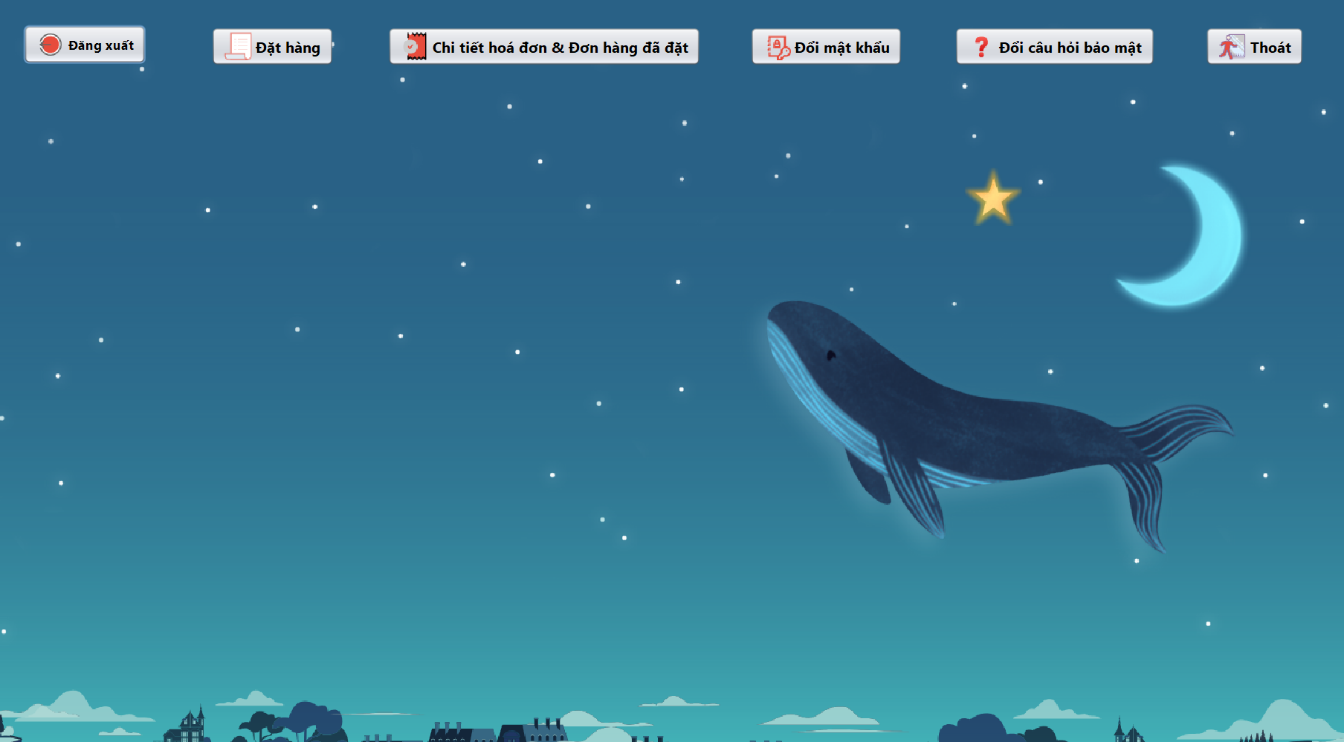 Đăng xuất
Đặt hàng
Chi tiết hoá đơn & Đơn hàng đã đặt
Đổi mật khẩu
Đổi câu hỏi bảo mật
Thoát